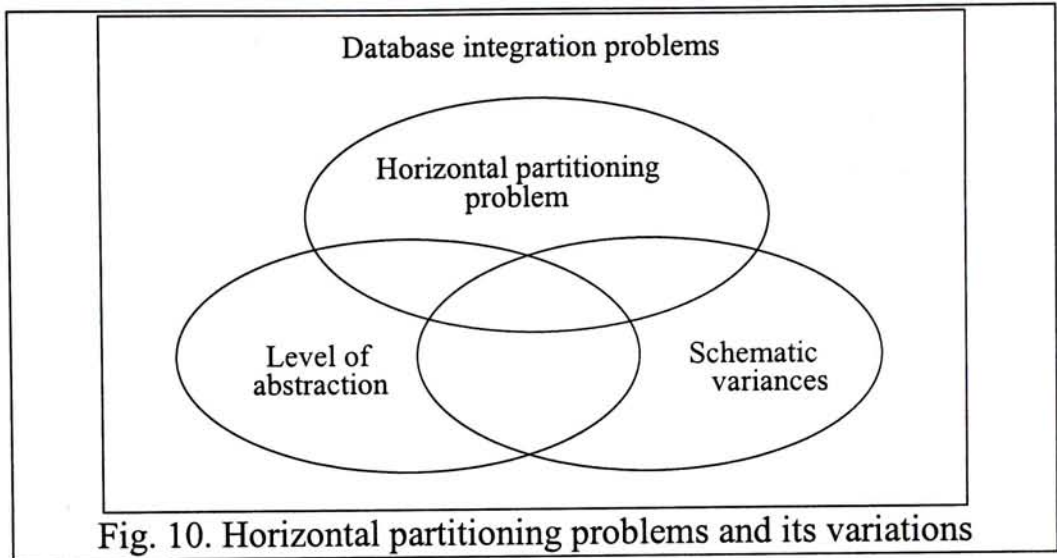 Database integration problems
Horizontal partitioning
problem
Level of
abstraction
Schematic
variances
Fig. 10. Horizontal partitioning problems and its variations